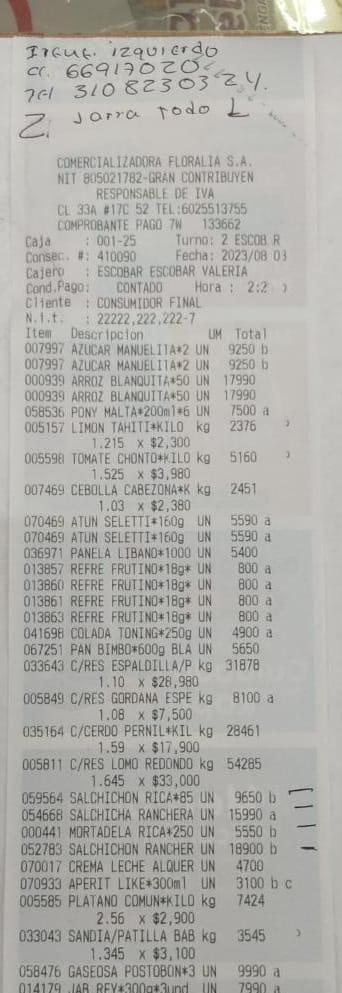 Irgue. izquierdo
cc. 66917020
Tel 3108230324.
2. Jarra rodo L
COMERCIALIZADORA FLORALIA S.A.
NIT 805021782-GRAN CONTRIBUYEN
RESPONSABLE DE IVA
CL 33A #17C 52 TEL:6025513755
COMPROBANTE PAGO 7W 133662
Caja : 001-25 Turno: 2 ESCOB R
Consec. #: 410090 Fecha: 2023/08 03
Cajero : ESCOBAR ESCOBAR VALERIA
Cond.Pago: CONTADO Hora : 2:2
Cliente : CONSUMIDOR FINAL
N.i.t. : 22222,222,222-7
Item Descripcion UM Total
007997 AZUCAR MANUELITA*2 UN 9250 b
007997 AZUCAR MANUELITA*2 UN 9250 b
000939 ARROZ BLANQUITA*50 UN 17990
000939 ARROZ BLANQUITA*50 UN 17990
058536 PONY MALTA*200ml*6 UN 7500 a
005157 LIMON TAHITI*KILO kg 2376
1.215 x $2,300
005598 TOMATE CHONTO*KILO kg 5160
1.525 x $3,980
007469 CEBOLLA CABEZONA*K kg 2451
1.03 x $2,380
070469 ATUN SELETTI*160g UN 5590 a
070469 ATUN SELETTI*160g UN 5590 a
036971 PANELA LIBANO*1000 UN 5400
013857 REFRE FRUTINO*18g* UN 800 a
013860 REFRE FRUTINO*18g* UN 800 a
013861 REFRE FRUTINO*18g* UN 800 a
013863 REFRE FRUTINO*18g* UN 800 a
041698 COLADA TONING*250g UN 4900 a
067251 PAN BIMBO*600g BLA UN 5650
033643 C/RES ESPALDILLA/P kg 31878
1.10 x $28,980
005849 C/RES GORDANA ESPE kg 8100 a
1.08 x $7,500
035164 C/CERDO PERNIL*KIL kg 28461
1.59 x $17,900
005811 C/RES LOMO REDONDO kg 54285
1.645 x $33,000
059564 SALCHICHON RICA*85 UN 9650 b
054668 SALCHICHA RANCHERA UN 15990 a
000441 MORTADELA RICA*250 UN 5550 b
052783 SALCHICHON RANCHER UN 18900 b
070017 CREMA LECHE ALQUER UN 4700
070933 APERIT LIKE*300ml UN 3100 b c
005585 PLATANO COMUN*KILO kg 7424
2.56 x $2,900
033043 SANDIA/PATILLA BAB kg 3545
1.345 x $3,100
058476 GASEOSA POSTOBON*3 UN 9990 a
014179 JAB REY*300g*3und UN 7990 a